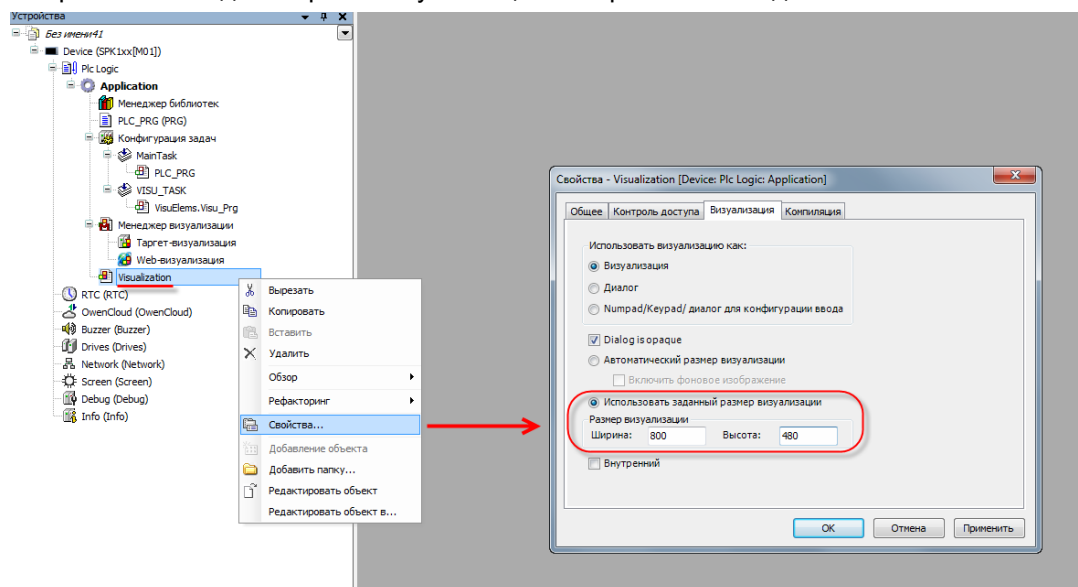 Устройства
Без имени41
Device (SPK1xx[M01])
Plc Logic
Application
Менеджер библиотек
PLC_PRG (PRG)
Конфигурация задач
MainTask
PLC_PRG
VISU_TASK
VisuElems.Visu_Prg
Менеджер визуализации
Таргет-визуализация
Web-визуализация
Visualization
RTC (RTC)
OwenCloud (OwenCloud)
Buzzer (Buzzer)
Drives (Drives)
Network (Network)
Screen (Screen)
Debug (Debug)
Info (Info)
Вырезать
Копировать
Вставить
Удалить
Обзор
Рефакторинг
Свойства...
Добавление объекта
Добавить папку...
Редактировать объект
Редактировать объект в...
Свойства - Visualization [Device: Plc Logic: Application]
Общее Контроль доступа Визуализация Компиляция
Использовать визуализацию как:
Визуализация
Диалог
Numpad/Keypad/ диалог для конфигурации ввода
Dialog is opaque
Автоматический размер визуализации
Включить фоновое изображение
Использовать заданный размер визуализации
Размер визуализации
Ширина: 800 Высота: 480
Внутренний
OK Отмена Применить